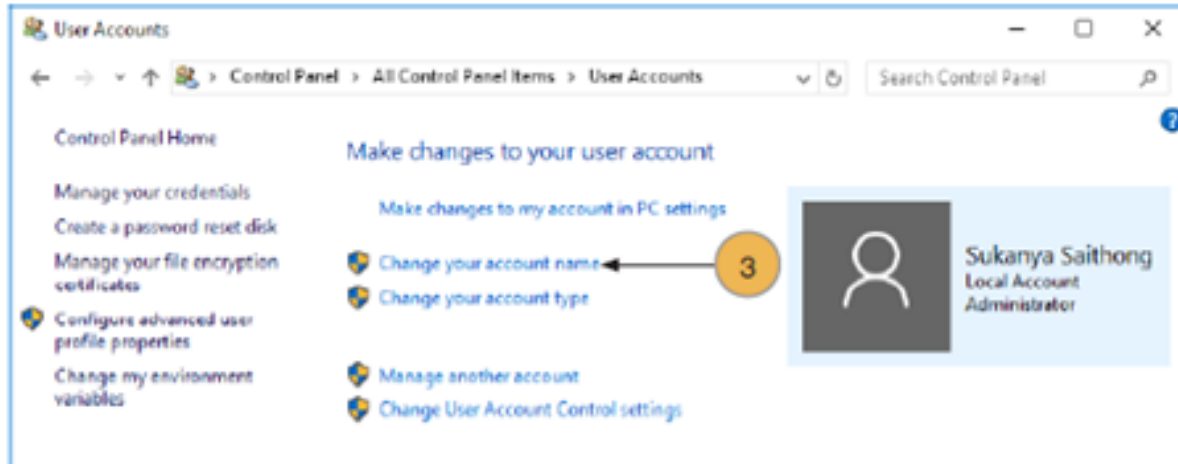 User Accounts
Control Panel > All Control Panel Items > User Accounts
Search Control Panel
?
Control Panel Home
Manage your credentials
Create a password reset disk
Manage your file encryption
certificates
Configure advanced user
profile properties
Change my environment
variables
Make changes to your user account
Make changes to my account in PC settings
Change your account name
3
Change your account type
Manage another account
Change User Account Control settings
Sukanya Saithong
Local Account
Administrator